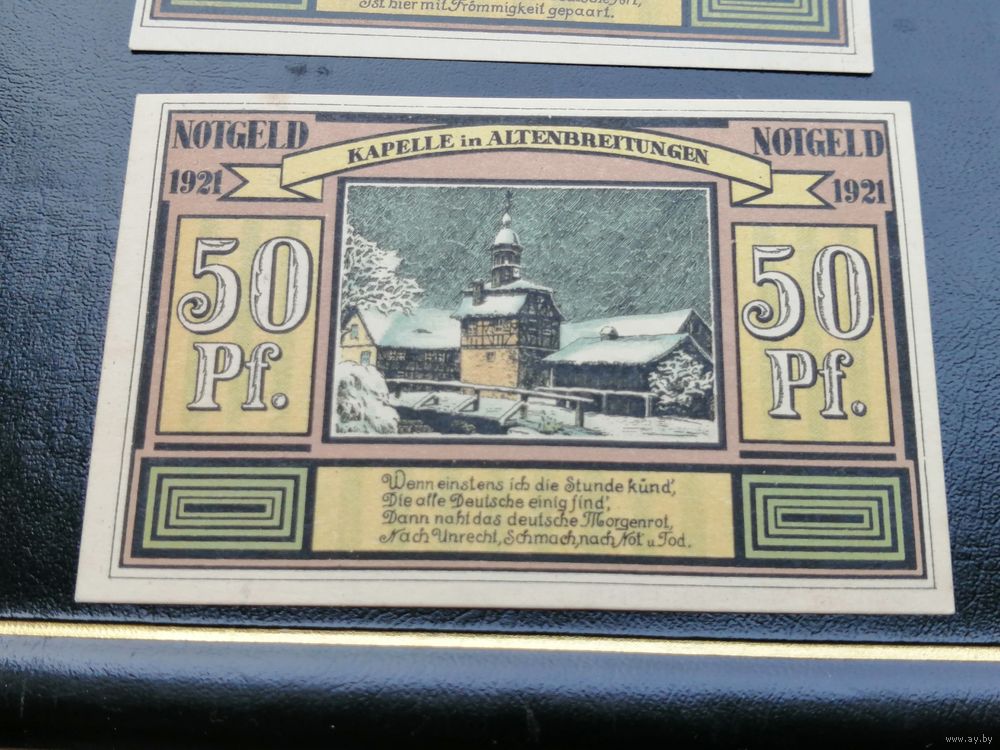 Ist hier mit Frömmigkeit gepaart.
NOTGELD
1921
KAPELLE in ALTENBREITUNGEN
NOTGELD
1921
50
Pf.
50
Pf.
Wenn einstens ich die Stunde künd',
Die alle Deutsche einig find',
Dann naht das deutsche Morgenrot,
Nach Unrecht, Schmach, nach Not u Tod.
www.ay.by